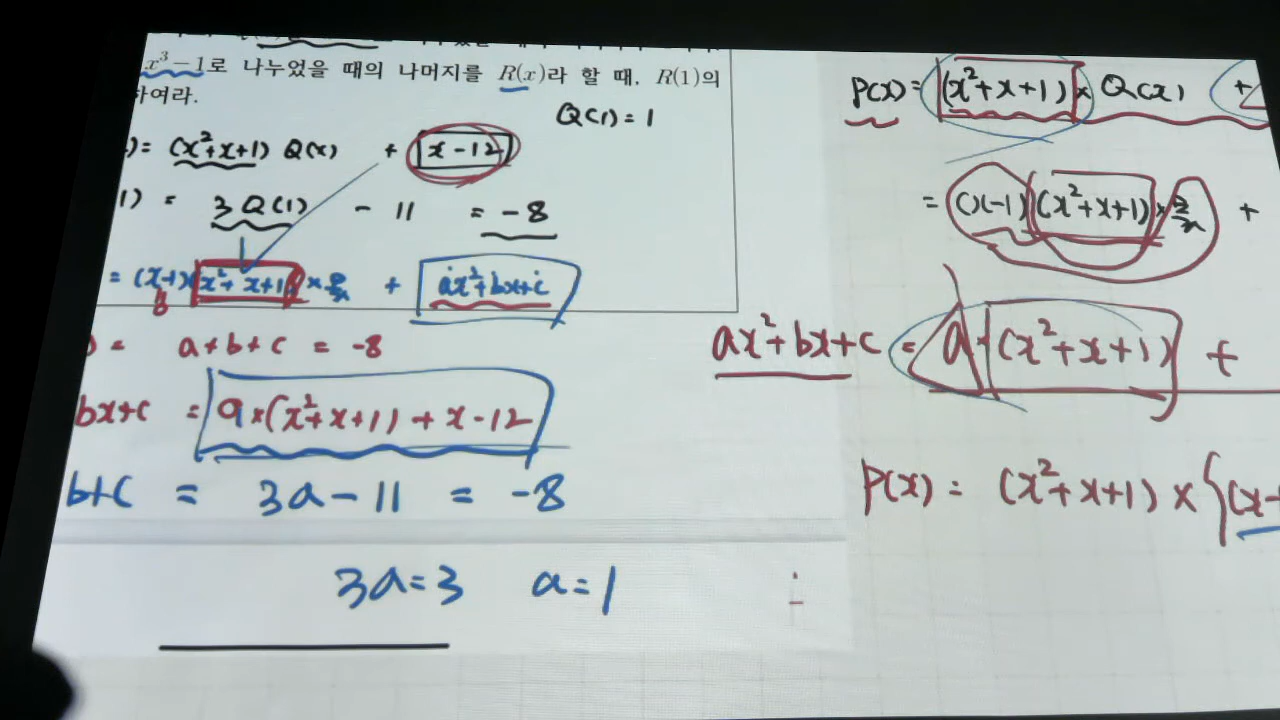 x³-1로 나누었을 때의 나머지를 R(x)라 할 때, R(1)의
하여라.
Q(1) = 1
)= (x²+x+1) Q(x) + x-12
1) = 3Q(1) - 11 = -8
= (x-1)(x²+x+1) × + ax²+bx+c
) = a+b+c = -8
bx+c = a×(x²+x+1) + x-12
b+c = 3a-11 = -8
3a=3 a=1
P(x) = (x²+x+1) × Q(x) +
= (x-1)(x²+x+1) × +
ax²+bx+c = a (x²+x+1) +
P(x) = (x²+x+1) × {(x-